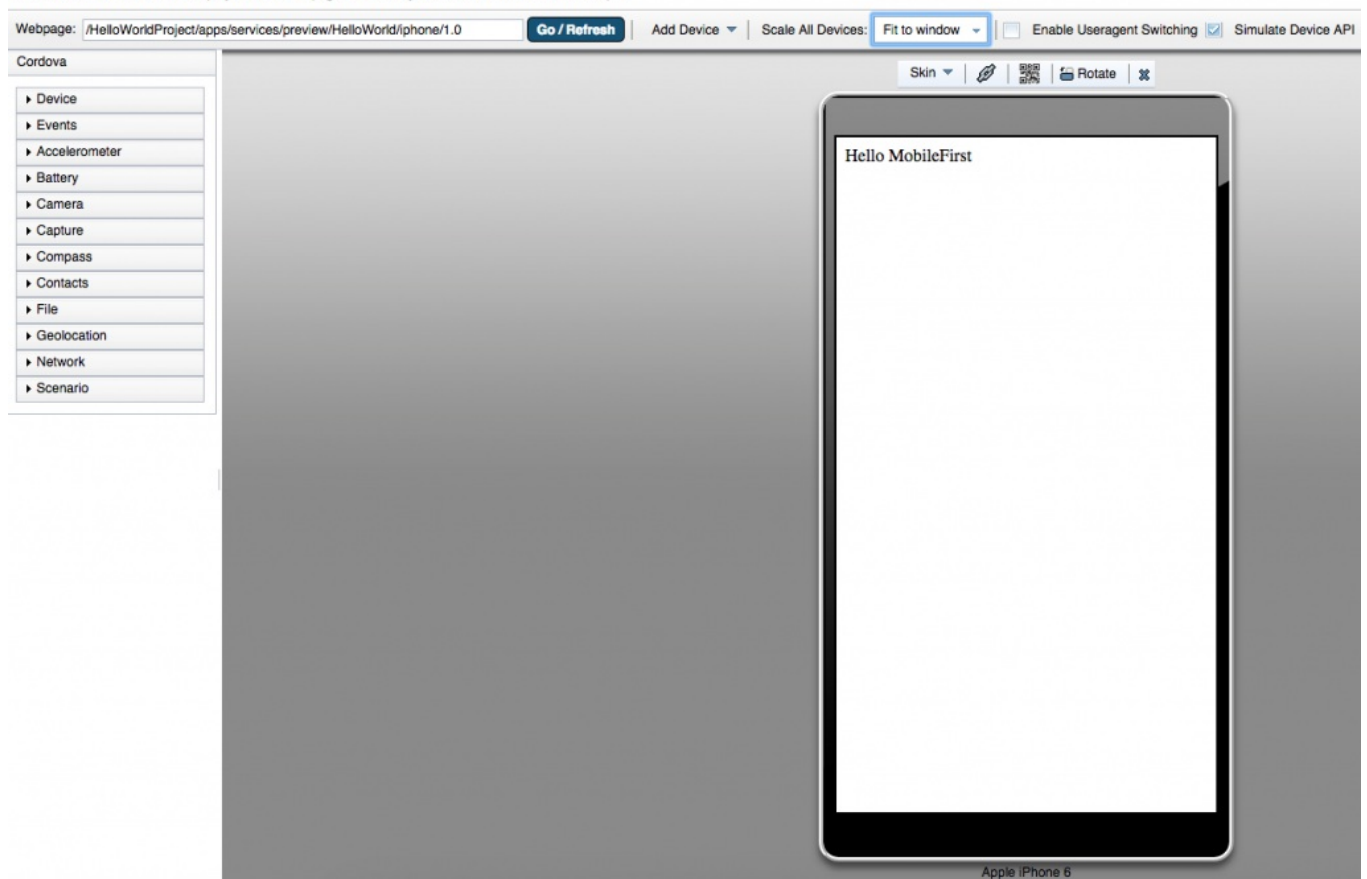 Webpage: /HelloWorldProject/apps/services/preview/HelloWorld/iphone/1.0 Go / Refresh Add Device Scale All Devices: Fit to window Enable Useragent Switching Simulate Device API
Cordova
Skin Rotate
Device
Events
Accelerometer
Battery
Camera
Capture
Compass
Contacts
File
Geolocation
Network
Scenario
Hello MobileFirst
Apple iPhone 6